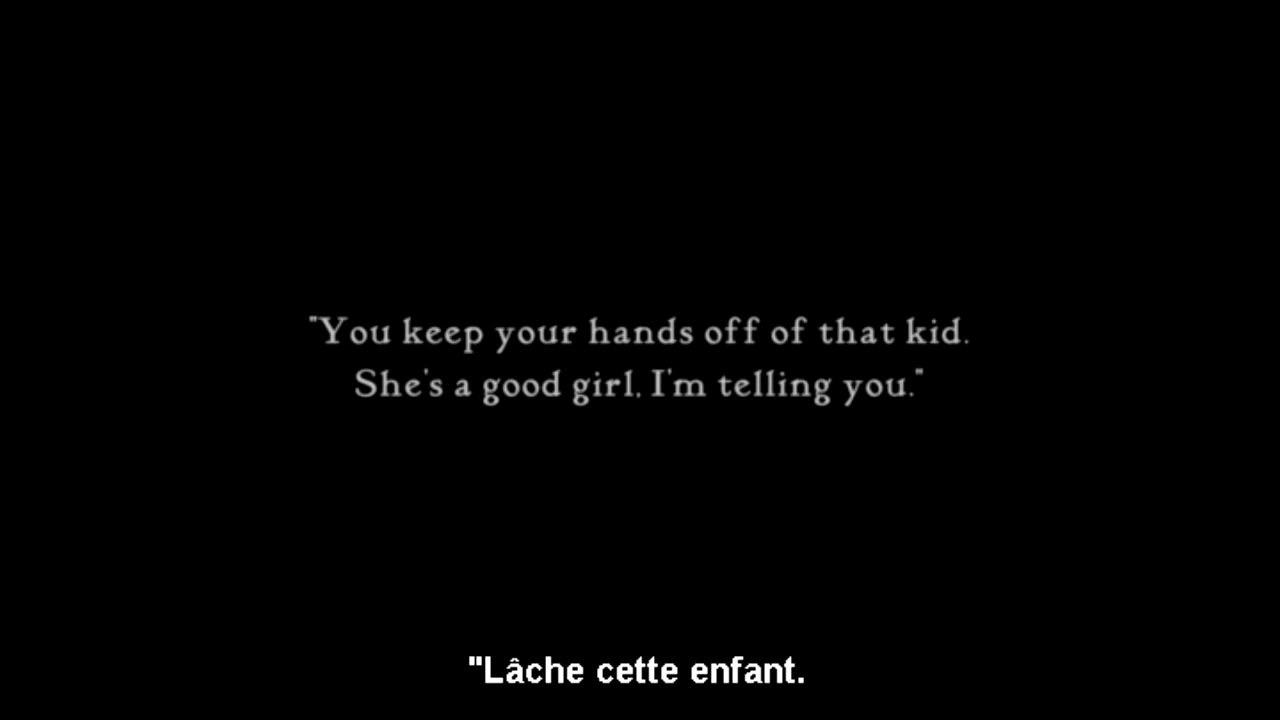 "You keep your hands off of that kid.
She's a good girl, I'm telling you."
"Lâche cette enfant.